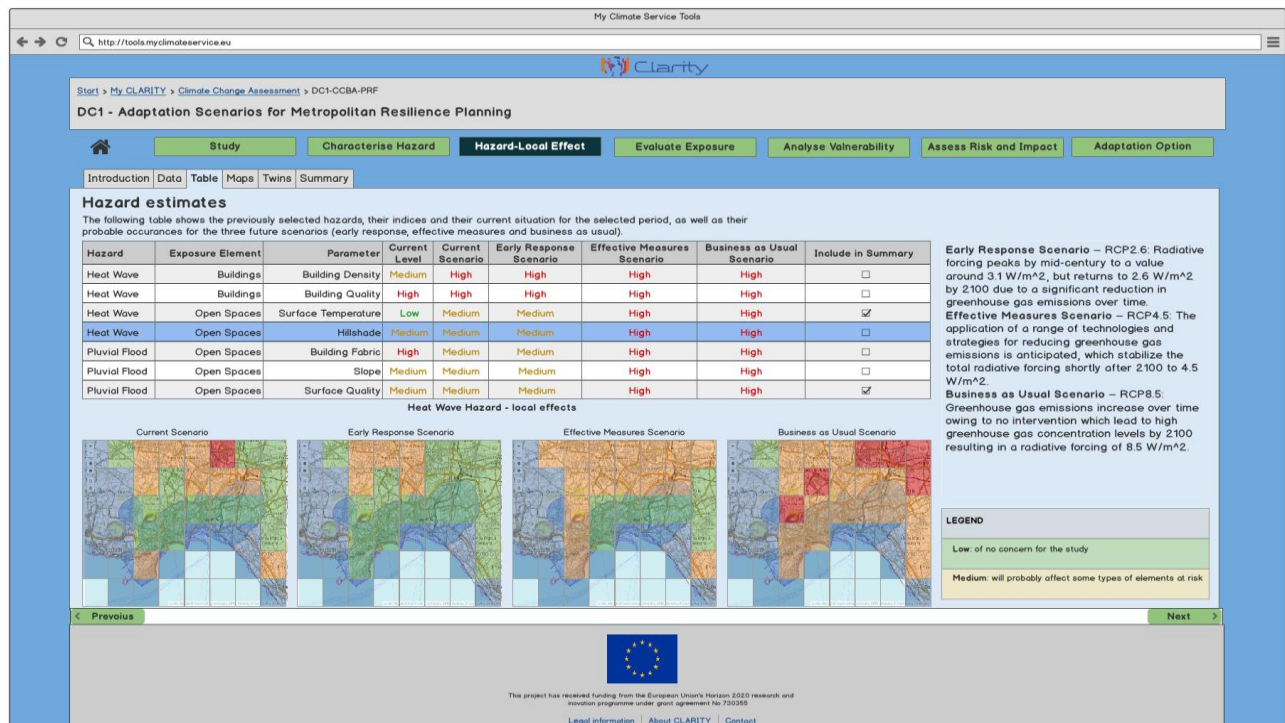 My Climate Service Tools
http://tools.myclimateservice.eu
Clarity
Start > My CLARITY > Climate Change Assessment > DC1-CCBA-PRF
DC1 - Adaptation Scenarios for Metropolitan Resilience Planning
Study Characterise Hazard Hazard-Local Effect Evaluate Exposure Analyse Valnerability Assess Risk and Impact Adaptation Option
Introduction Data Table Maps Twins Summary
Hazard estimates
The following table shows the previously selected hazards, their indices and their current situation for the selected period, as well as their
probable occurances for the three future scenarios (early response, effective measures and business as usual).
Hazard Exposure Element Parameter Current Level Current Scenario Early Response Scenario Effective Measures Scenario Business as Usual Scenario Include in Summary
Heat Wave Buildings Building Density Medium High High High High
Heat Wave Buildings Building Quality High High High High High
Heat Wave Open Spaces Surface Temperature Low Medium Medium High High
Heat Wave Open Spaces Hillshade Medium Medium Medium High High
Pluvial Flood Open Spaces Building Fabric High Medium Medium High High
Pluvial Flood Open Spaces Slope Medium Medium Medium High High
Pluvial Flood Open Spaces Surface Quality Medium Medium Medium High High
Heat Wave Hazard - local effects
Current Scenario Early Response Scenario Effective Measures Scenario Business as Usual Scenario
Early Response Scenario – RCP2.6: Radiative
forcing peaks by mid-century to a value
around 3.1 W/m^2, but returns to 2.6 W/m^2
by 2100 due to a significant reduction in
greenhouse gas emissions over time.
Effective Measures Scenario – RCP4.5: The
application of a range of technologies and
strategies for reducing greenhouse gas
emissions is anticipated, which stabilize the
total radiative forcing shortly after 2100 to 4.5
W/m^2.
Business as Usual Scenario – RCP8.5:
Greenhouse gas emissions increase over time
owing to no intervention which lead to high
greenhouse gas concentration levels by 2100
resulting in a radiative forcing of 8.5 W/m^2.
LEGEND
Low: of no concern for the study
Medium: will probably affect some types of elements at risk
< Prevoius Next >
This project has received funding from the European Union's Horizon 2020 research and
inovation programme under grant agreement No 730355
Legal information | About CLARITY | Contact